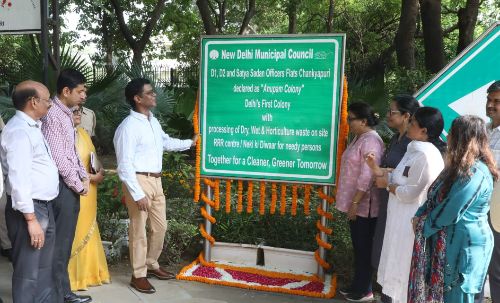 New Delhi Municipal Council
D1, D2 and Satya Sadan Officers Flats Chankyapuri
declared as "Anupam Colony"
Delhi's First Colony
with
processing of Dry, Wet & Horticulture waste on site
RRR centre / Neki ki Diwaar for needy persons
Together for a Cleaner, Greener Tomorrow